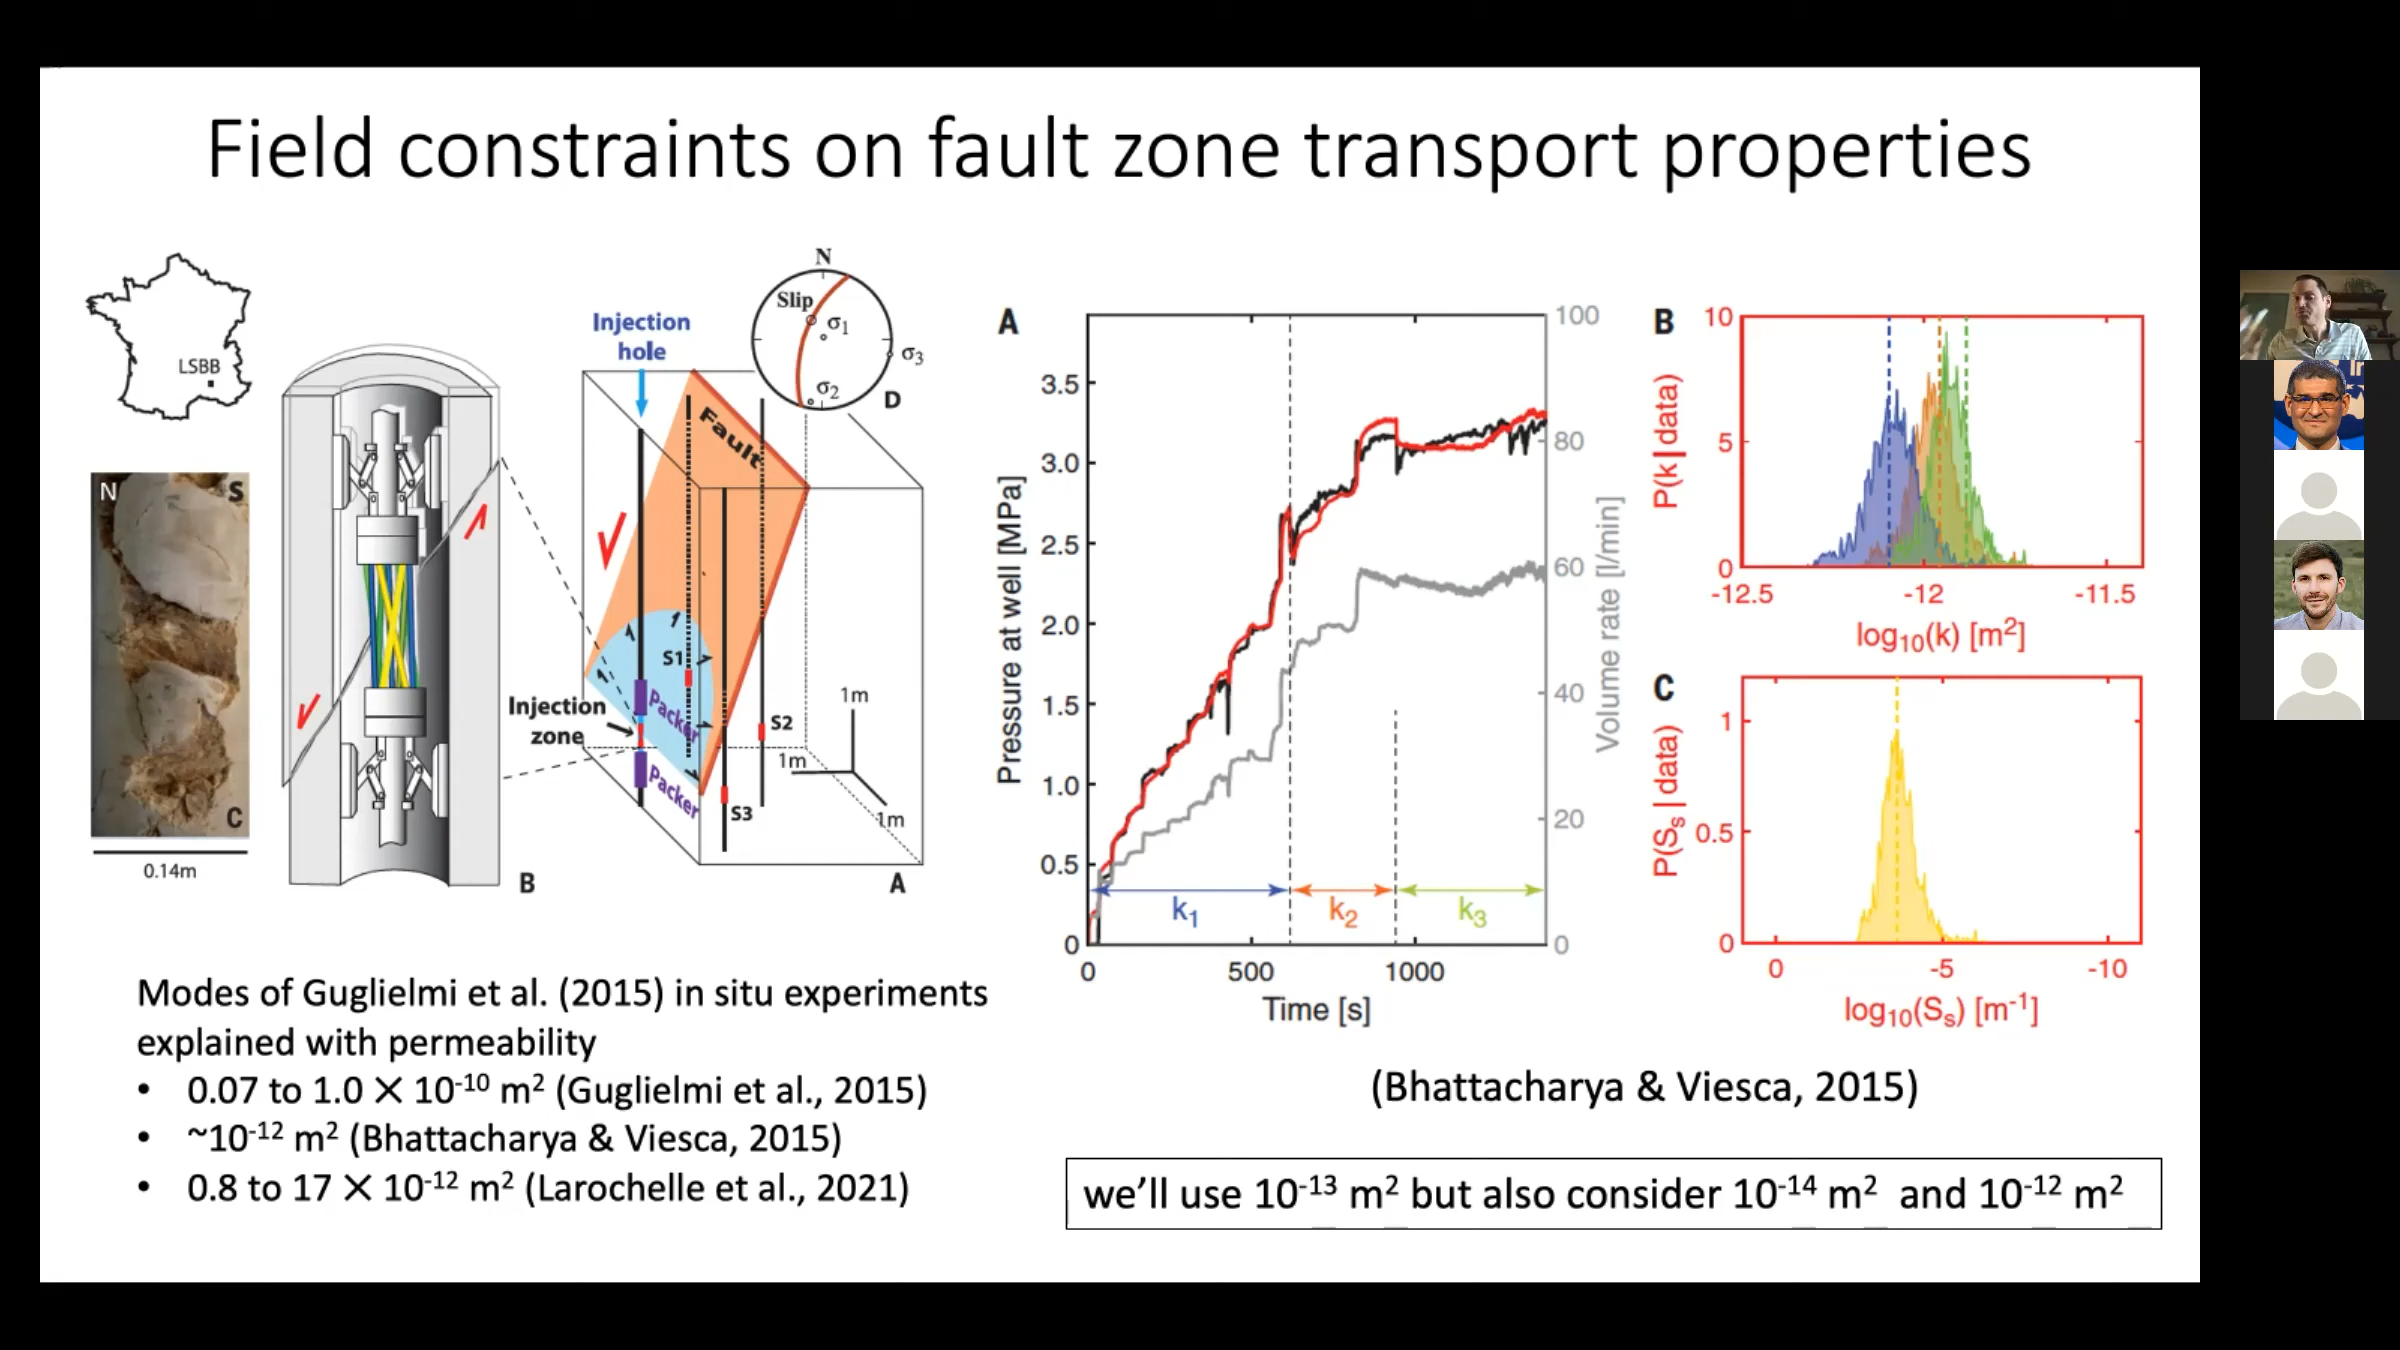 Field constraints on fault zone transport properties
LSBB
N
S
C
0.14m
B
Injection
hole
N
Slip
σ1
σ3
σ2
D
Fault
S1
Packer
Injection
zone
S2
1m
1m
1m
Packer
S3
A
A
Pressure at well [MPa]
3.5
3.0
2.5
2.0
1.5
1.0
0.5
0
k1
k2
k3
0
500
1000
Time [s]
100
80
60
40
20
0
Volume rate [l/min]
B
P(k|data)
10
5
0
-12.5
-12
-11.5
log10(k) [m2]
C
P(Ss|data)
1
0.5
0
0
-5
-10
log10(Ss) [m-1]
Modes of Guglielmi et al. (2015) in situ experiments
explained with permeability
• 0.07 to 1.0 ✕ 10-10 m2 (Guglielmi et al., 2015)
• ~10-12 m2 (Bhattacharya & Viesca, 2015)
• 0.8 to 17 ✕ 10-12 m2 (Larochelle et al., 2021)
(Bhattacharya & Viesca, 2015)
we’ll use 10-13 m2 but also consider 10-14 m2 and 10-12 m2